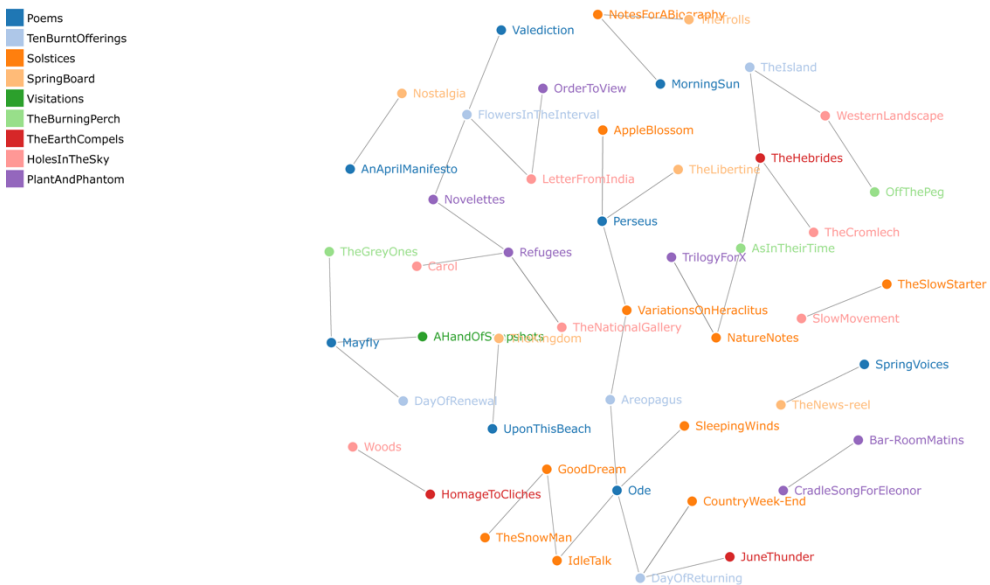 Poems
TenBurntOfferings
Solstices
SpringBoard
Visitations
TheBurningPerch
TheEarthCompels
HolesInTheSky
PlantAndPhantom
NotesForABiography
TheTrolls
Valediction
TheIsland
MorningSun
OrderToView
Nostalgia
FlowersInTheInterval
WesternLandscape
AppleBlossom
TheHebrides
AnAprilManifesto
TheLibertine
LetterFromIndia
OffThePeg
Novelettes
Perseus
TheCromlech
AsInTheirTime
TheGreyOnes
Refugees
TrilogyForX
Carol
TheSlowStarter
VariationsOnHeraclitus
SlowMovement
TheNationalGallery
AHandOfSnapshots
TheKingdom
NatureNotes
Mayfly
SpringVoices
Areopagus
DayOfRenewal
TheNews-reel
SleepingWinds
UponThisBeach
Bar-RoomMatins
Woods
GoodDream
Ode
CradleSongForEleonor
HomageToCliches
CountryWeek-End
TheSnowMan
JuneThunder
IdleTalk
DayOfReturning